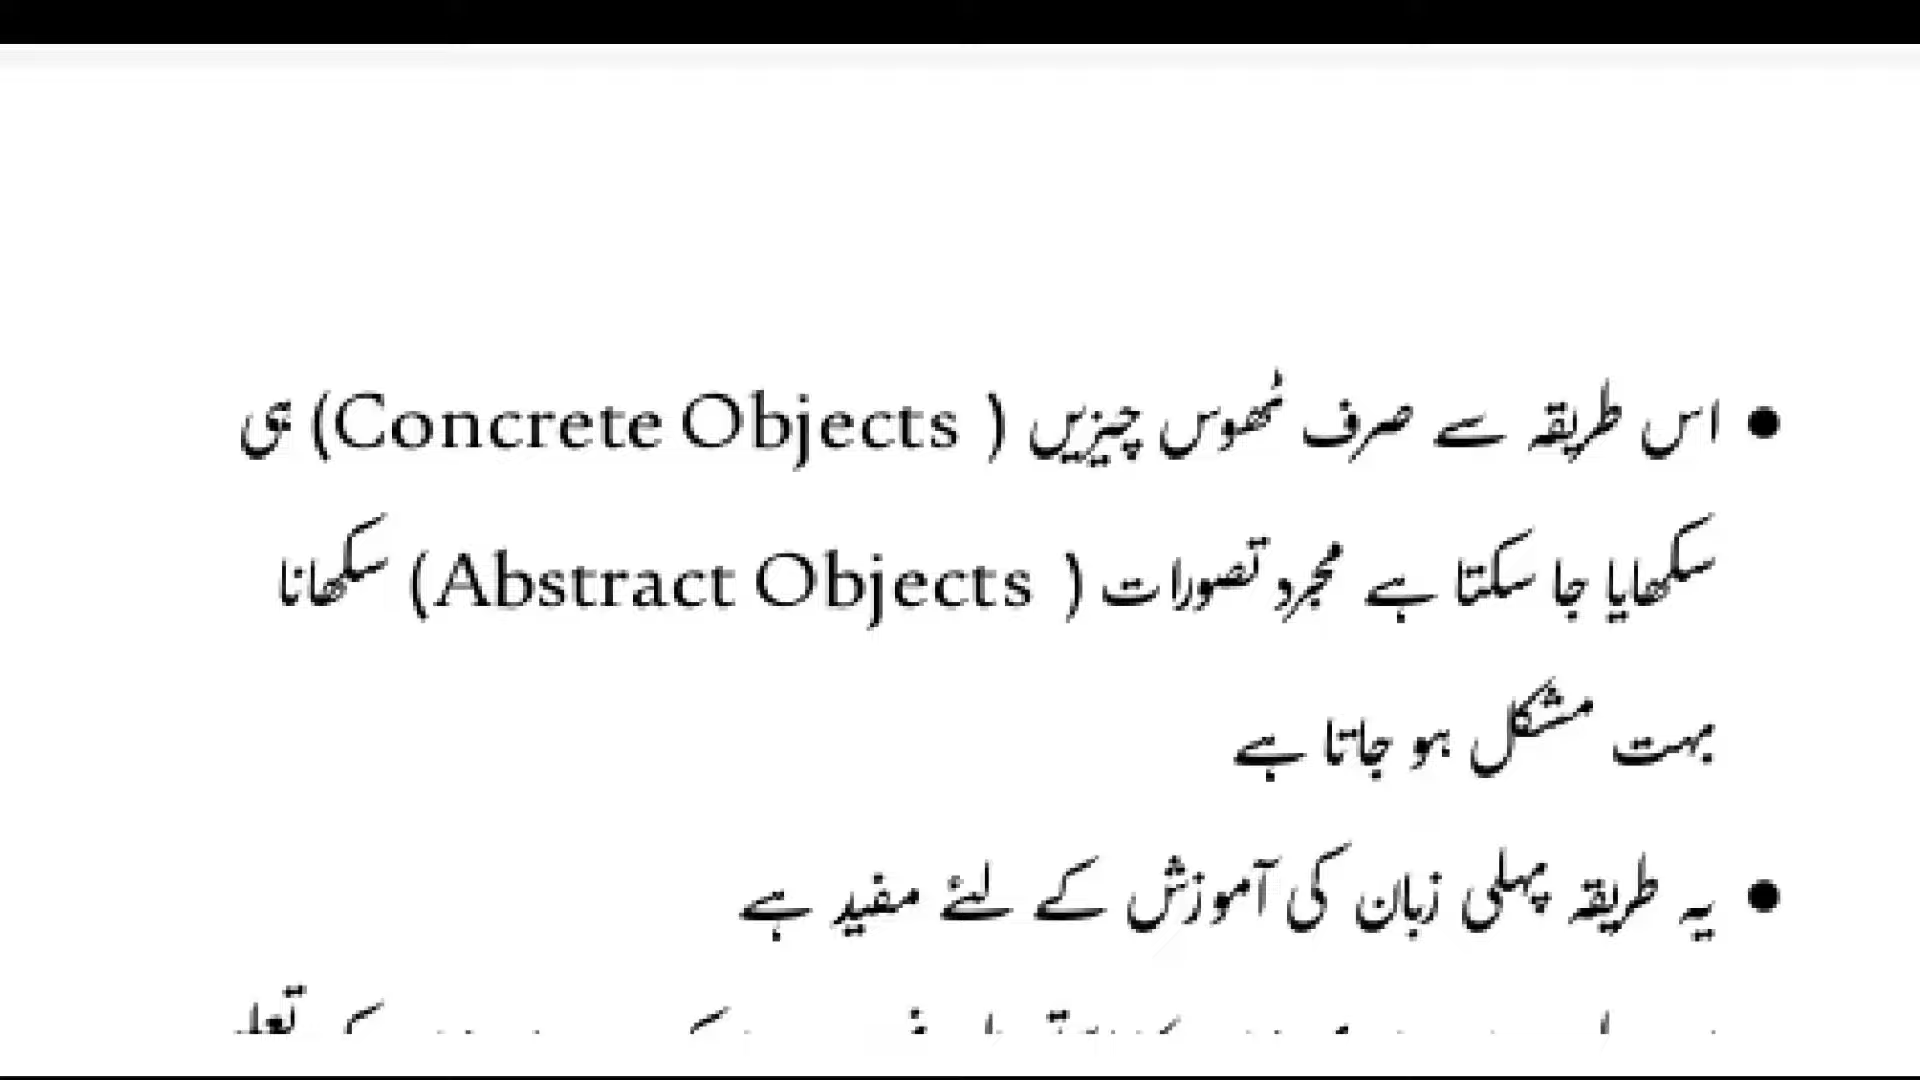 • اس طریقہ سے صرف ٹھوس چیزیں ( Concrete Objects) ہی
سکھایا جا سکتا ہے مجرد تصورات ( Abstract Objects) سکھانا
بہت مشکل ہو جاتا ہے
• یہ طریقہ پہلی زبان کی آموزش کے لئے مفید ہے